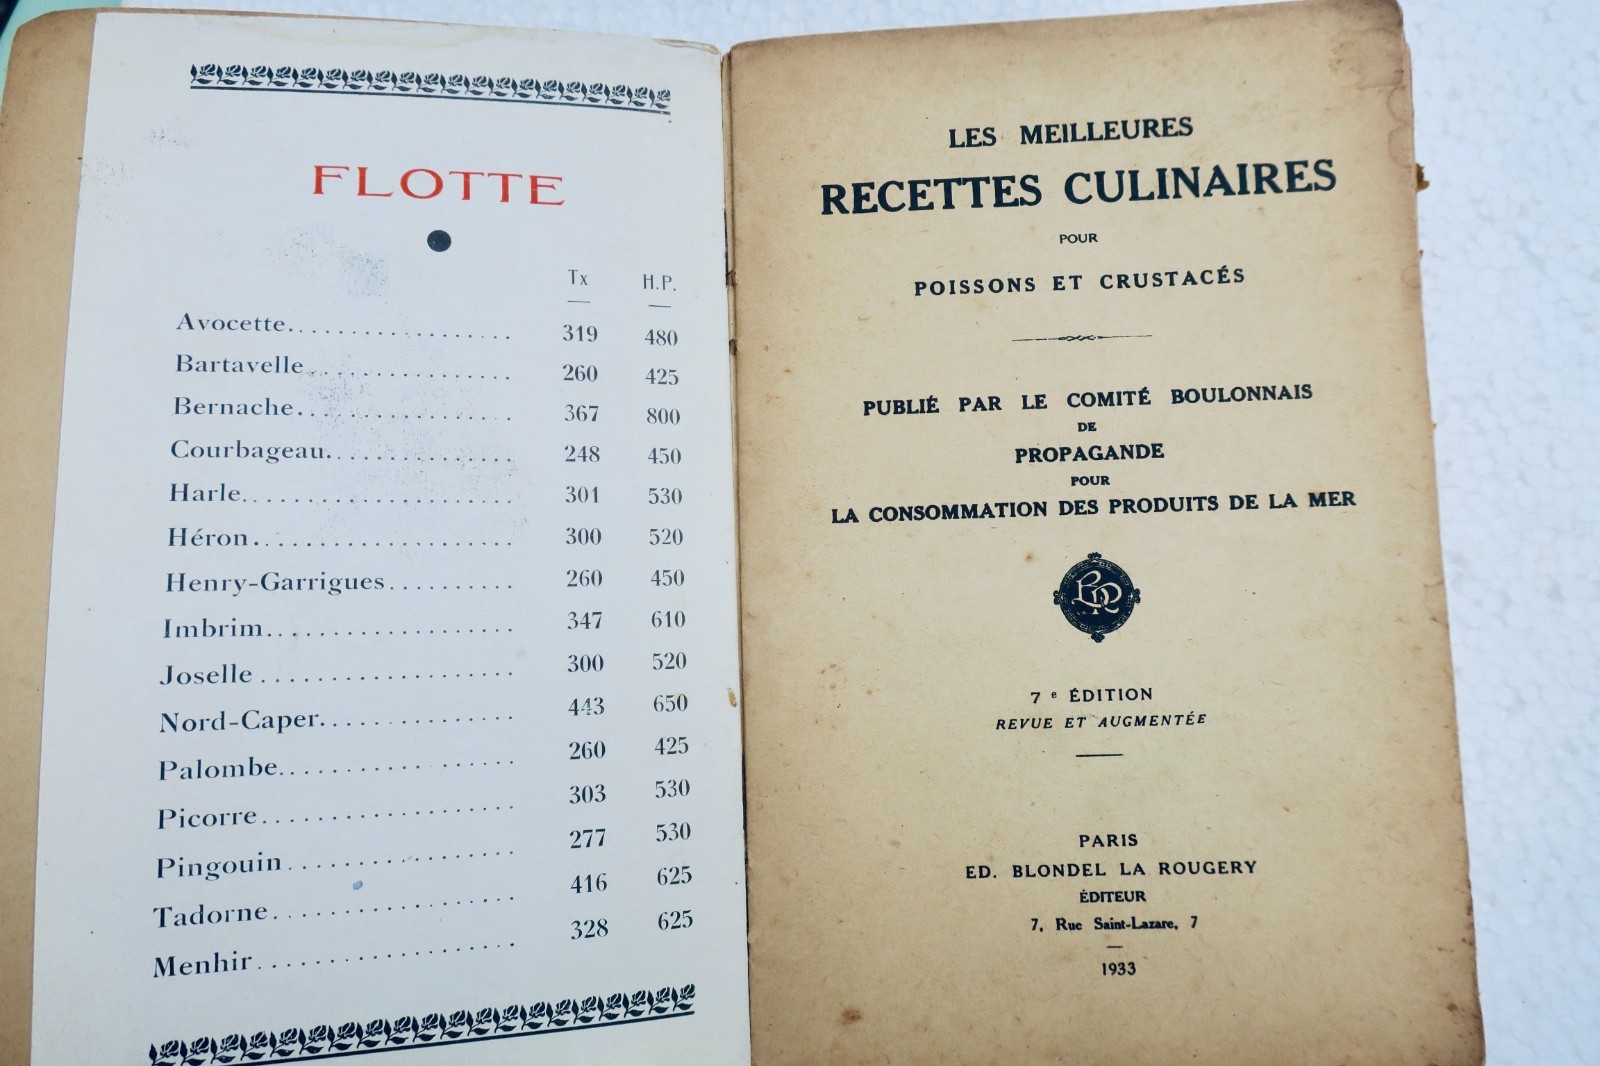 FLOTTE
Tx H.P.
Avocette.................. 319 480
Bartavelle................. 260 425
Bernache................. 367 800
Courbageau............... 248 450
Harle.................... 301 530
Héron................... 300 520
Henry-Garrigues.......... 260 450
Imbrim.................. 347 610
Joselle.................. 300 520
Nord-Caper.............. 443 650
Palombe................. 260 425
Picorre.................. 303 530
Pingouin................. 277 530
Tadorne................. 416 625
Menhir.................. 328 625
LES MEILLEURES
RECETTES CULINAIRES
POUR
POISSONS ET CRUSTACÉS
PUBLIÉ PAR LE COMITÉ BOULONNAIS
DE
PROPAGANDE
POUR
LA CONSOMMATION DES PRODUITS DE LA MER
BR
7e ÉDITION
REVUE ET AUGMENTÉE
PARIS
ED. BLONDEL LA ROUGERY
ÉDITEUR
7, Rue Saint-Lazare, 7
1933